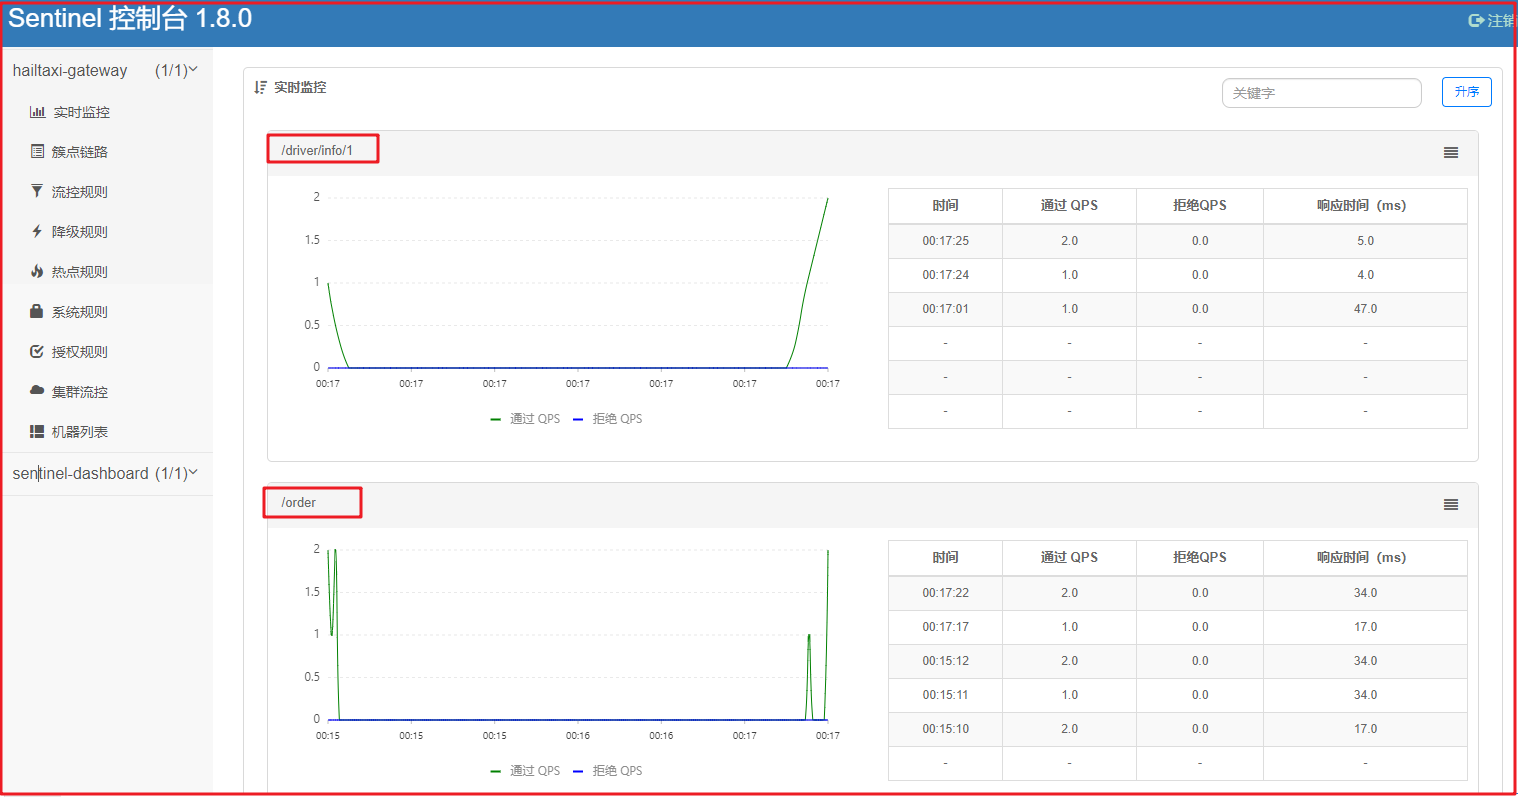 Sentinel 控制台 1.8.0
注销
hailtaxi-gateway (1/1)
实时监控
簇点链路
流控规则
降级规则
热点规则
系统规则
授权规则
集群流控
机器列表
sentinel-dashboard (1/1)
实时监控
关键字
升序
/driver/info/1
2
1.5
1
0.5
0
00:17 00:17 00:17 00:17 00:17 00:17 00:17
通过 QPS 拒绝 QPS
时间 通过 QPS 拒绝QPS 响应时间（ms）
00:17:25 2.0 0.0 5.0
00:17:24 1.0 0.0 4.0
00:17:01 1.0 0.0 47.0
- - - -
- - - -
- - - -
/order
2
1.5
1
0.5
0
00:15 00:15 00:15 00:16 00:16 00:17 00:17
通过 QPS 拒绝 QPS
时间 通过 QPS 拒绝QPS 响应时间（ms）
00:17:22 2.0 0.0 34.0
00:17:17 1.0 0.0 17.0
00:15:12 2.0 0.0 34.0
00:15:11 1.0 0.0 34.0
00:15:10 2.0 0.0 17.0
- - - -